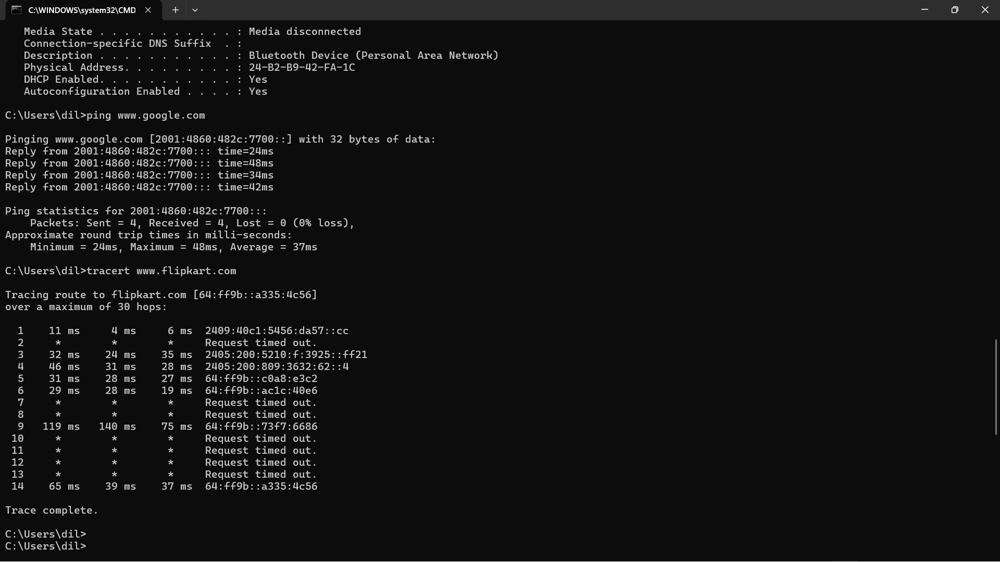 C:\WINDOWS\system32\CMD
Media State . . . . . . . . . . . : Media disconnected
Connection-specific DNS Suffix  . :
Description . . . . . . . . . . . : Bluetooth Device (Personal Area Network)
Physical Address. . . . . . . . . : 24-B2-B9-42-FA-1C
DHCP Enabled. . . . . . . . . . . : Yes
Autoconfiguration Enabled . . . . : Yes
C:\Users\dil>ping www.google.com
Pinging www.google.com [2001:4860:482c:7700::] with 32 bytes of data:
Reply from 2001:4860:482c:7700::: time=24ms
Reply from 2001:4860:482c:7700::: time=48ms
Reply from 2001:4860:482c:7700::: time=34ms
Reply from 2001:4860:482c:7700::: time=42ms
Ping statistics for 2001:4860:482c:7700:::
    Packets: Sent = 4, Received = 4, Lost = 0 (0% loss),
Approximate round trip times in milli-seconds:
    Minimum = 24ms, Maximum = 48ms, Average = 37ms
C:\Users\dil>tracert www.flipkart.com
Tracing route to flipkart.com [64:ff9b::a335:4c56]
over a maximum of 30 hops:
  1    11 ms     4 ms     6 ms  2409:40c1:5456:da57::cc
  2     *        *        *     Request timed out.
  3    32 ms    24 ms    35 ms  2405:200:5210:f:3925::ff21
  4    46 ms    31 ms    28 ms  2405:200:809:3632:62::4
  5    31 ms    28 ms    27 ms  64:ff9b::c0a8:e3c2
  6    29 ms    28 ms    19 ms  64:ff9b::ac1c:40e6
  7     *        *        *     Request timed out.
  8     *        *        *     Request timed out.
  9   119 ms   140 ms    75 ms  64:ff9b::73f7:6686
 10     *        *        *     Request timed out.
 11     *        *        *     Request timed out.
 12     *        *        *     Request timed out.
 13     *        *        *     Request timed out.
 14    65 ms    39 ms    37 ms  64:ff9b::a335:4c56
Trace complete.
C:\Users\dil>
C:\Users\dil>